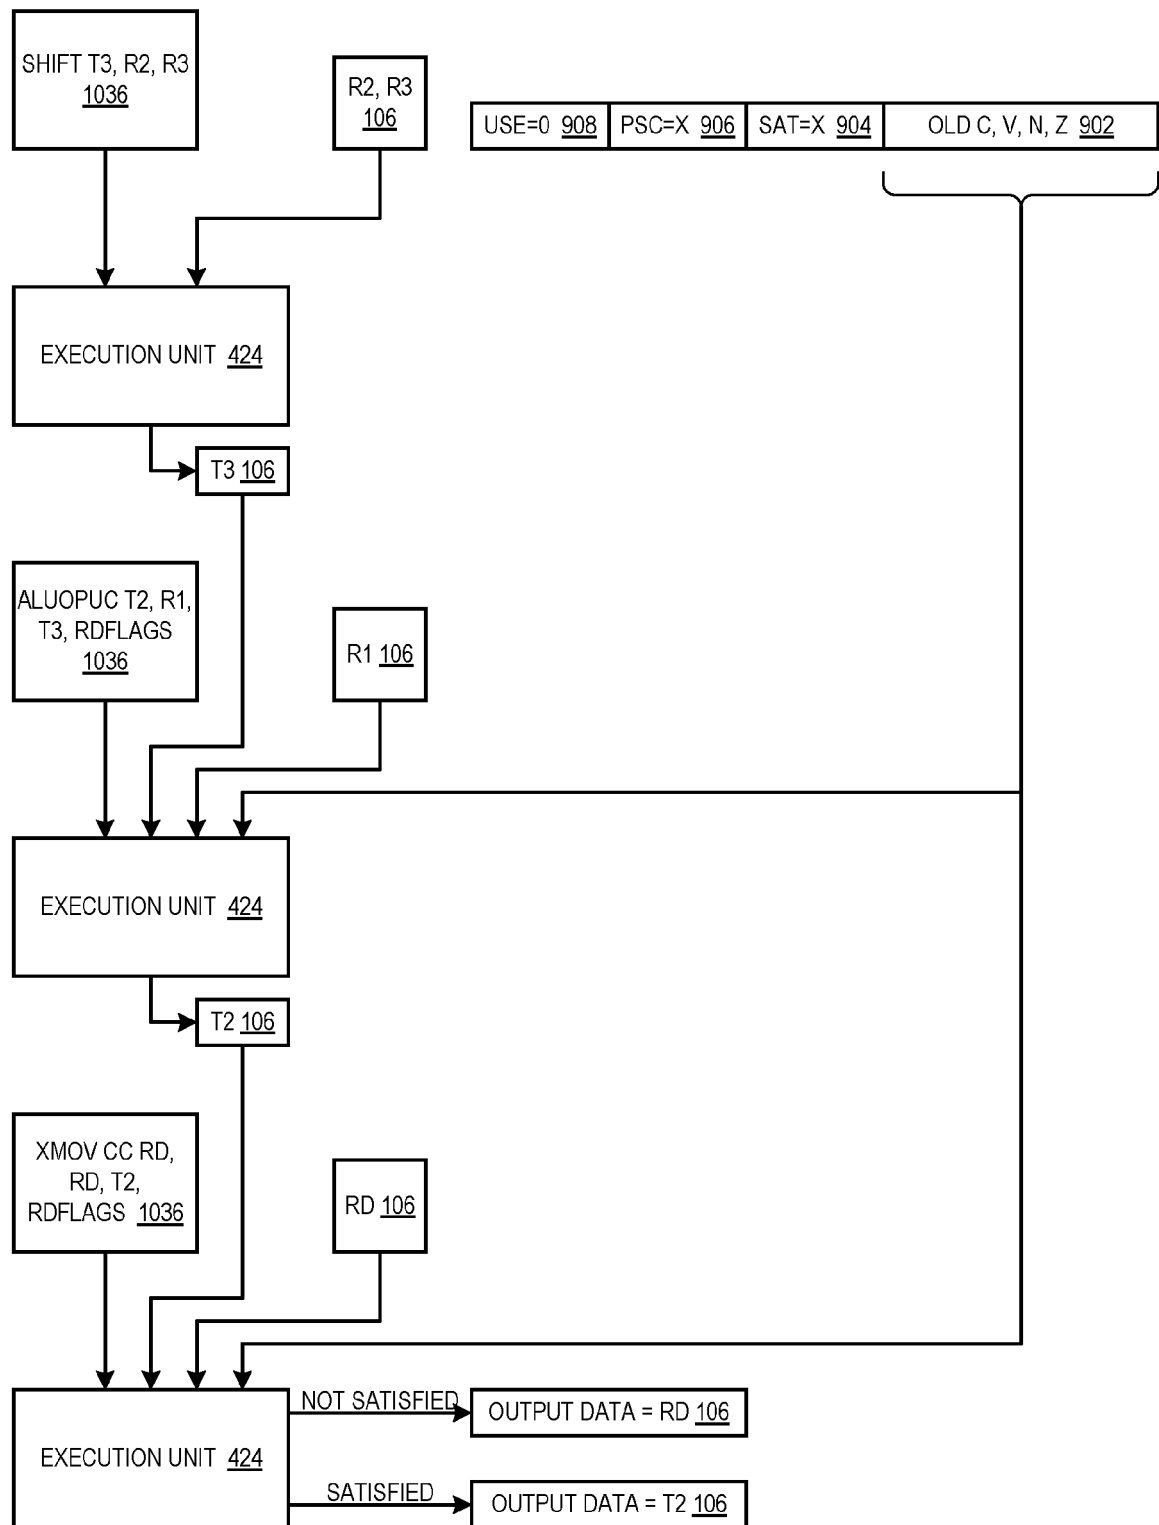 SHIFT T3, R2, R3
1036
R2, R3
106
USE=0 908 PSC=X 906 SAT=X 904 OLD C, V, N, Z 902
EXECUTION UNIT 424
T3 106
ALUOPUC T2, R1,
T3, RDFLAGS
1036
R1 106
EXECUTION UNIT 424
T2 106
XMOV CC RD,
RD, T2,
RDFLAGS 1036
RD 106
NOT SATISFIED
OUTPUT DATA = RD 106
EXECUTION UNIT 424
SATISFIED
OUTPUT DATA = T2 106